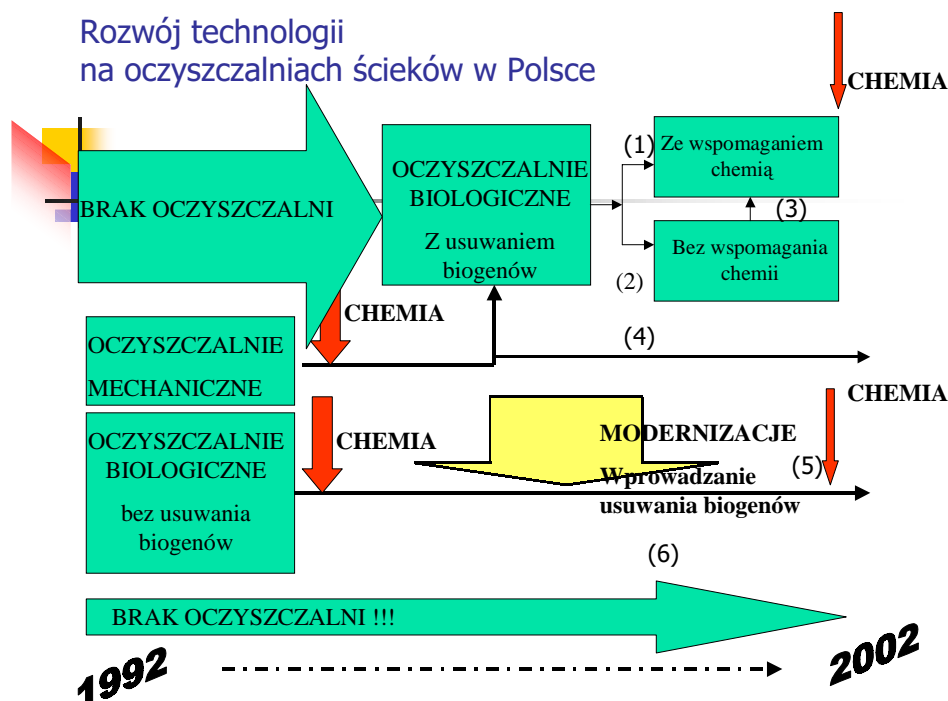 Rozwój technologii
na oczyszczalniach ścieków w Polsce
CHEMIA
BRAK OCZYSZCZALNI
OCZYSZCZALNIE
BIOLOGICZNE
Z usuwaniem
biogenów
(1)
Ze wspomaganiem
chemią
(3)
(2)
Bez wspomagania
chemii
CHEMIA
OCZYSZCZALNIE
MECHANICZNE
(4)
CHEMIA
OCZYSZCZALNIE
BIOLOGICZNE
bez usuwania
biogenów
CHEMIA
MODERNIZACJE
Wprowadzanie
usuwania biogenów
(5)
(6)
BRAK OCZYSZCZALNI !!!
1992
2002